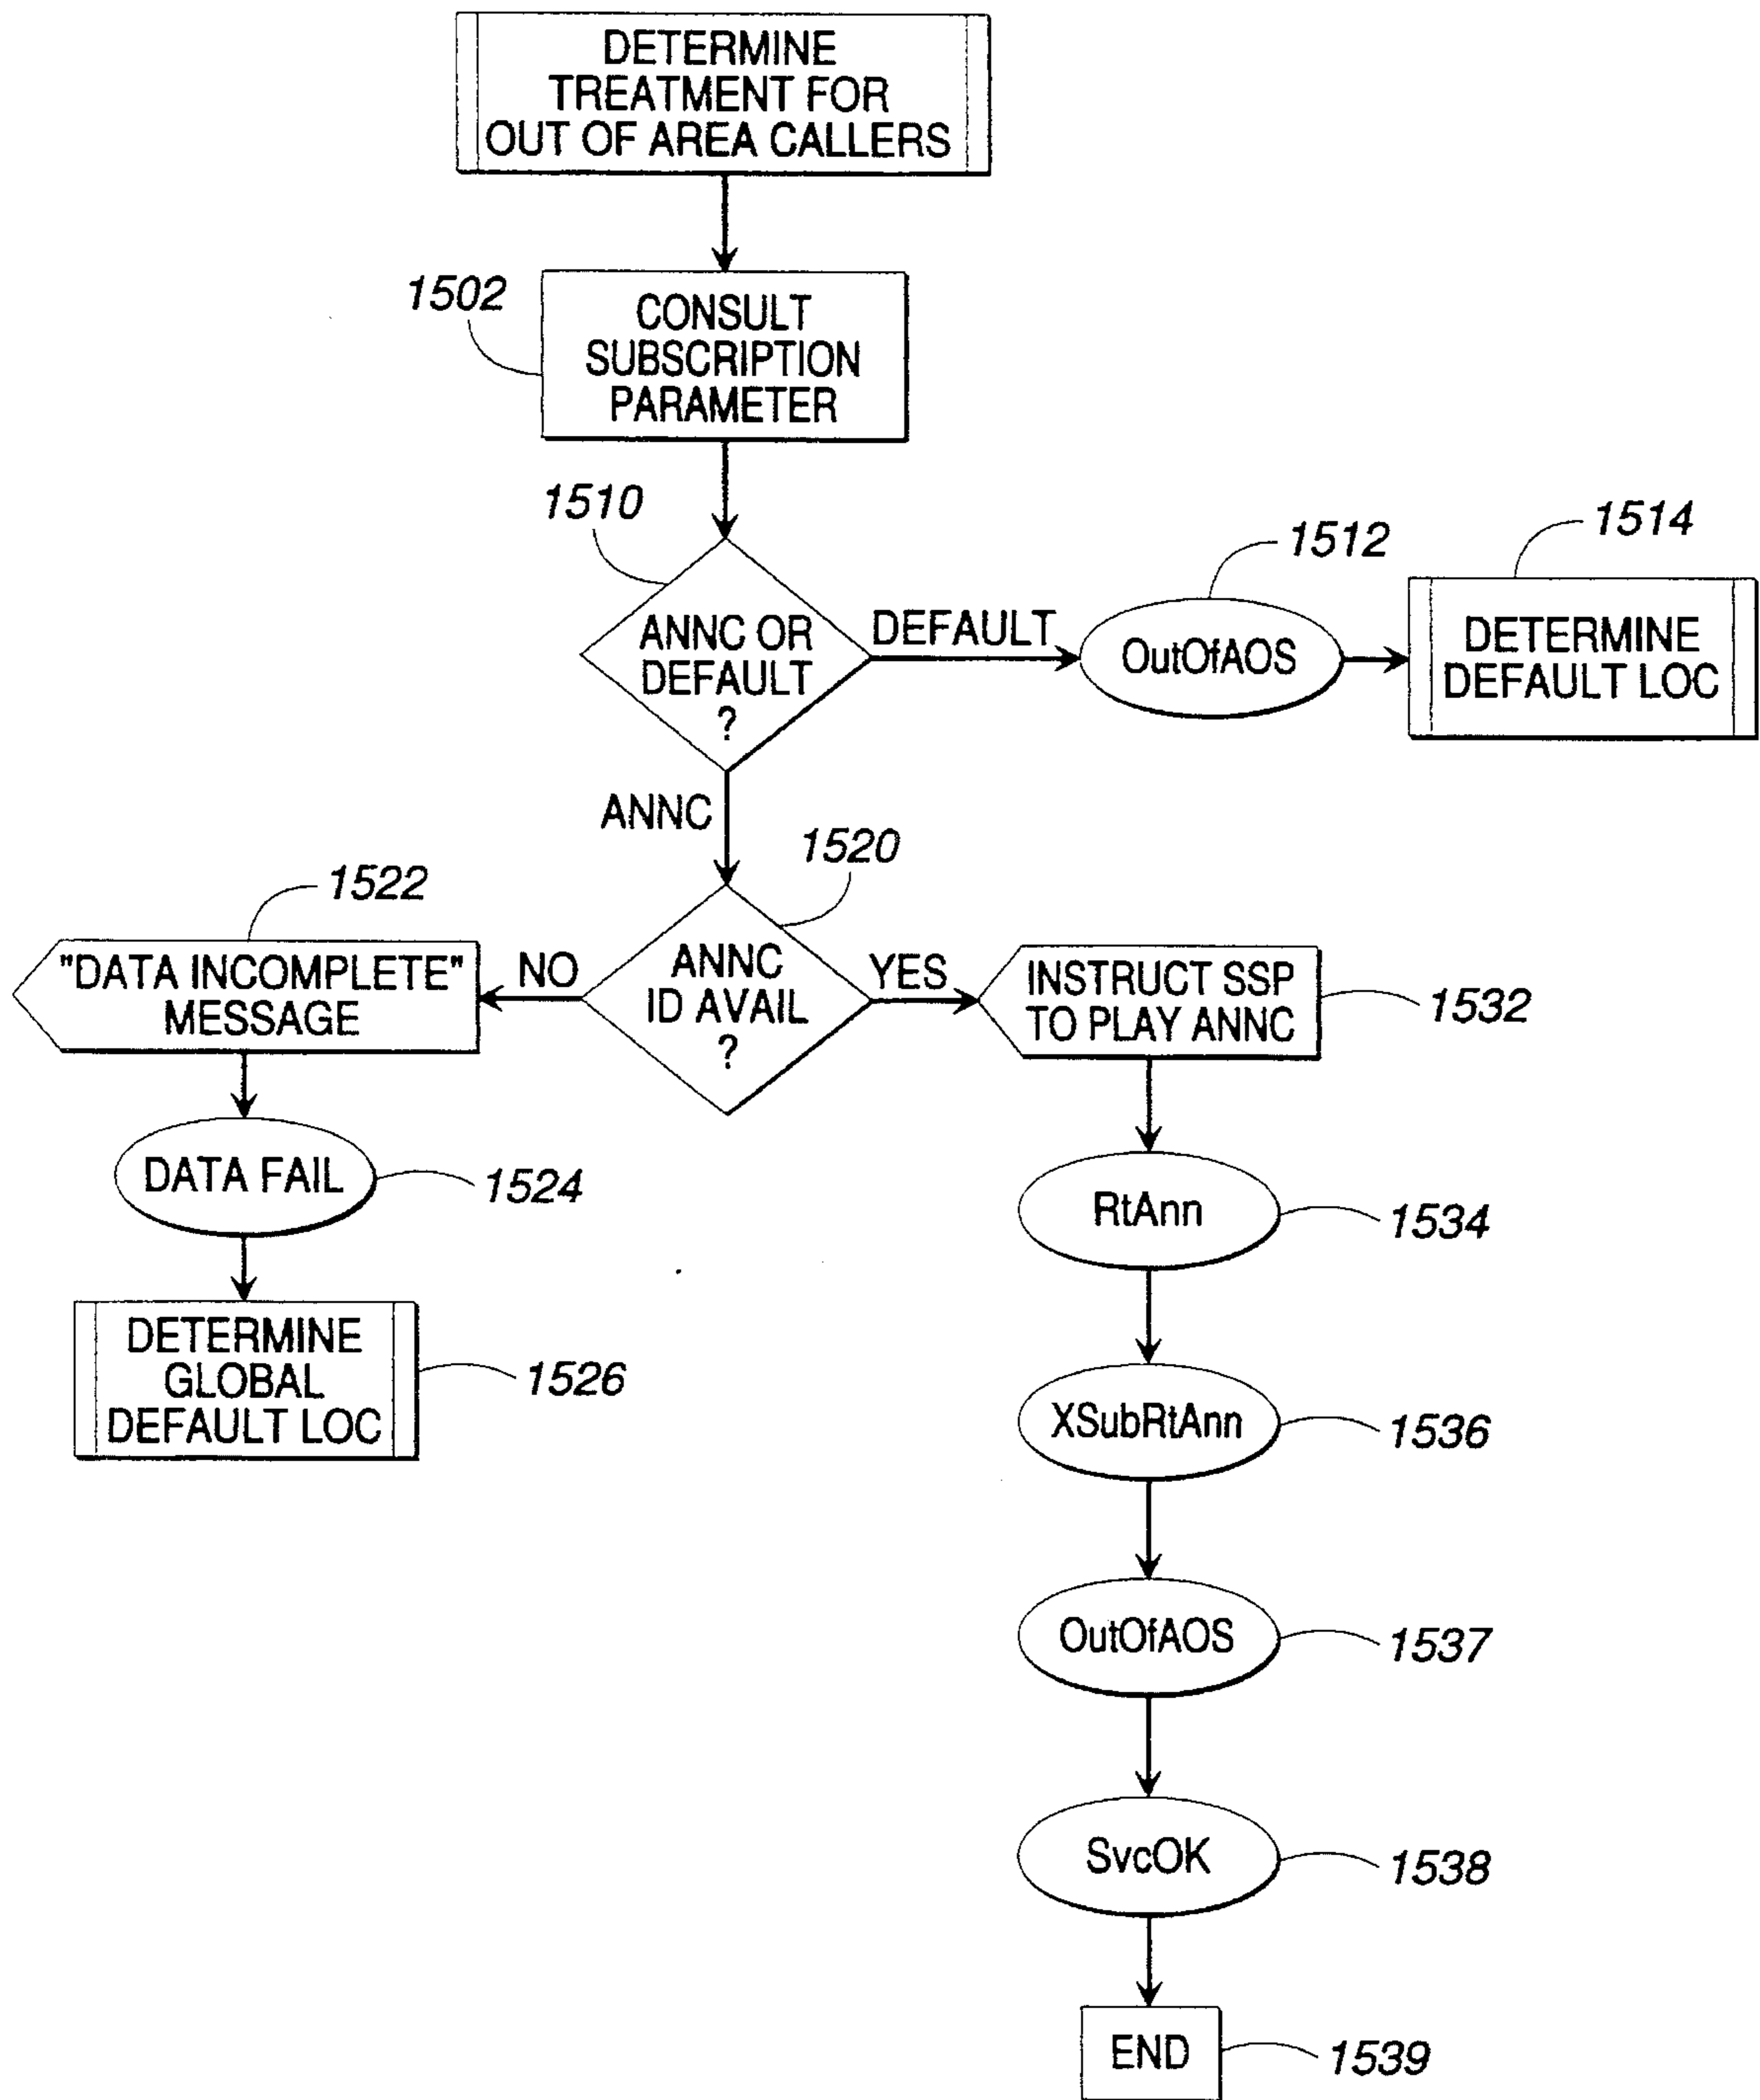 DETERMINE
TREATMENT FOR
OUT OF AREA CALLERS
1502
CONSULT
SUBSCRIPTION
PARAMETER
1510
ANNC OR
DEFAULT
?
DEFAULT
1512
OutOfAOS
1514
DETERMINE
DEFAULT LOC
ANNC
1520
ANNC
ID AVAIL
?
NO
1522
"DATA INCOMPLETE"
MESSAGE
DATA FAIL
1524
DETERMINE
GLOBAL
DEFAULT LOC
1526
YES
INSTRUCT SSP
TO PLAY ANNC
1532
RtAnn
1534
XSubRtAnn
1536
OutOfAOS
1537
SvcOK
1538
END
1539